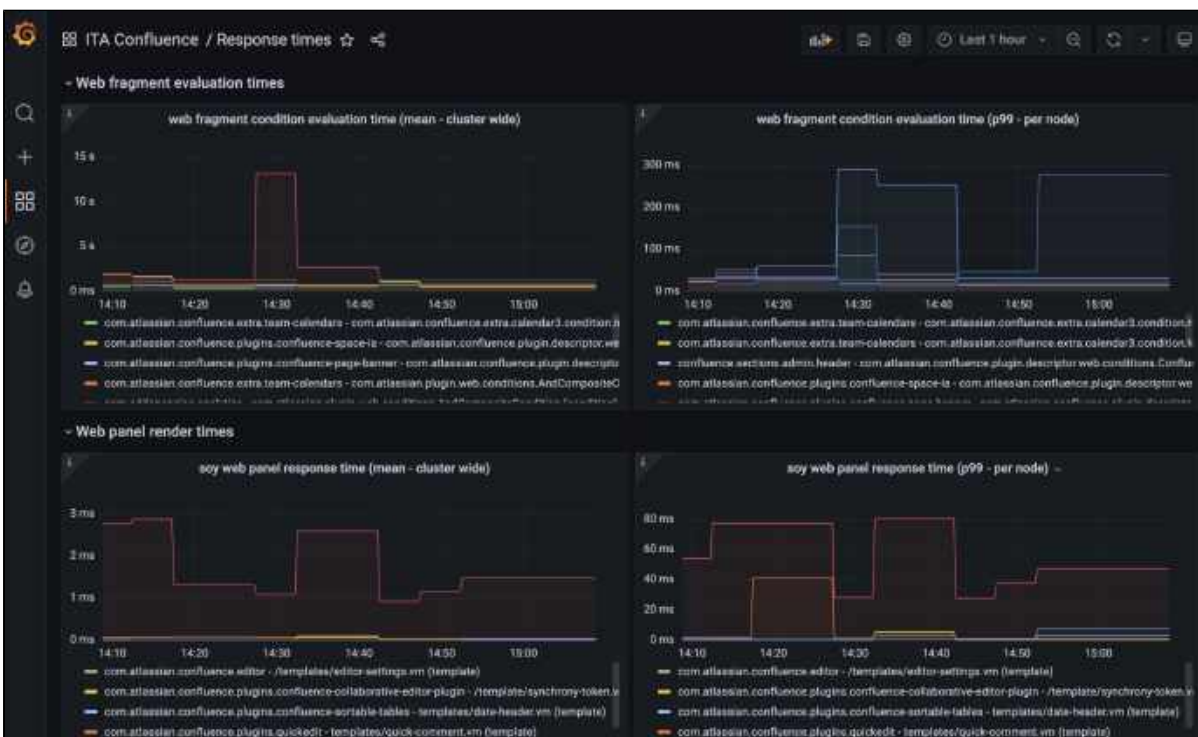 ITA Confluence / Response times
Last 1 hour
Web fragment evaluation times
web fragment condition evaluation time (mean - cluster wide)
15 s
10 s
5 s
0 ms
14:10 14:20 14:30 14:40 14:50 15:00
com.atlassian.confluence.extra.team-calendars - com.atlassian.confluence.extra.calendar3.condition.
com.atlassian.confluence.plugins.confluence-space-ia - com.atlassian.confluence.plugin.descriptor.we
com.atlassian.confluence.plugins.confluence-page-banner - com.atlassian.confluence.plugin.descripto
com.atlassian.confluence.extra.team-calendars - com.atlassian.plugin.web.conditions.AndCompositeC
web fragment condition evaluation time (p99 - per node)
300 ms
200 ms
100 ms
0 ms
14:10 14:20 14:30 14:40 14:50 15:00
com.atlassian.confluence.extra.team-calendars - com.atlassian.confluence.extra.calendar3.condition.
com.atlassian.confluence.extra.team-calendars - com.atlassian.confluence.extra.calendar3.condition.
confluence.sections.admin.header - com.atlassian.confluence.plugin.descriptor.web.conditions.Conflue
com.atlassian.confluence.plugins.confluence-space-ia - com.atlassian.confluence.plugin.descriptor.we
Web panel render times
soy web panel response time (mean - cluster wide)
3 ms
2 ms
1 ms
0 ms
14:10 14:20 14:30 14:40 14:50 15:00
com.atlassian.confluence.editor - /templates/editor-settings.vm (template)
com.atlassian.confluence.plugins.confluence-collaborative-editor-plugin - /template/synchrony-token.v
com.atlassian.confluence.plugins.confluence-sortable-tables - templates/date-header.vm (template)
com.atlassian.confluence.plugins.quickedit - templates/quick-comment.vm (template)
soy web panel response time (p99 - per node)
80 ms
60 ms
40 ms
20 ms
0 ms
14:10 14:20 14:30 14:40 14:50 15:00
com.atlassian.confluence.editor - /templates/editor-settings.vm (template)
com.atlassian.confluence.plugins.confluence-collaborative-editor-plugin - /template/synchrony-token.v
com.atlassian.confluence.plugins.confluence-sortable-tables - templates/date-header.vm (template)
com.atlassian.confluence.plugins.quickedit - templates/quick-comment.vm (template)